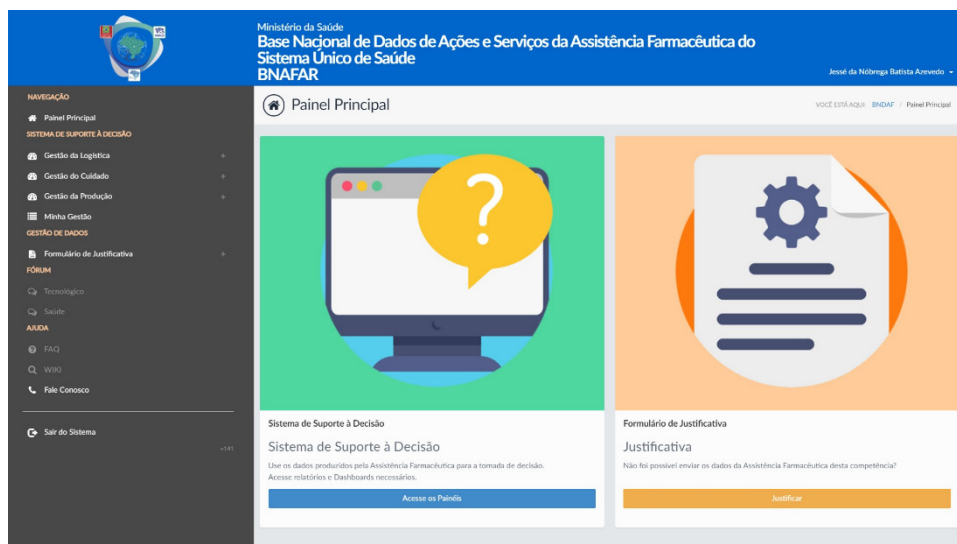 Ministério da Saúde
Base Nacional de Dados de Ações e Serviços da Assistência Farmacêutica do
Sistema Único de Saúde
BNAFAR
Jessé da Nóbrega Batista Azevedo
NAVEGAÇÃO
Painel Principal
SISTEMA DE SUPORTE À DECISÃO
Gestão da Logística +
Gestão do Cuidado +
Gestão da Produção +
Minha Gestão
GESTÃO DE DADOS
Formulário de Justificativa +
FÓRUM
Tecnológico
Saúde
AJUDA
FAQ
WIKI
Fale Conosco
Sair do Sistema
Painel Principal
VOCÊ ESTÁ AQUI: BNDAF / Painel Principal
?
Sistema de Suporte à Decisão
Sistema de Suporte à Decisão
Use os dados produzidos pela Assistência Farmacêutica para a tomada de decisão.
Acesse relatórios e Dashboards necessários.
Acesse os Painéis
Formulário de Justificativa
Justificativa
Não foi possível enviar os dados da Assistência Farmacêutica desta competência?
Justificar